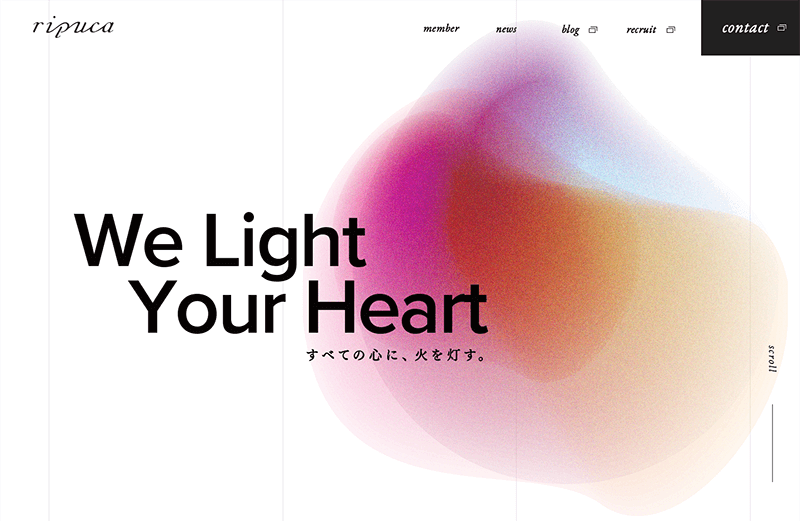 ripuca
member
news
blog
recruit
contact
We Light
Your Heart
すべての心に、火を灯す。
scroll